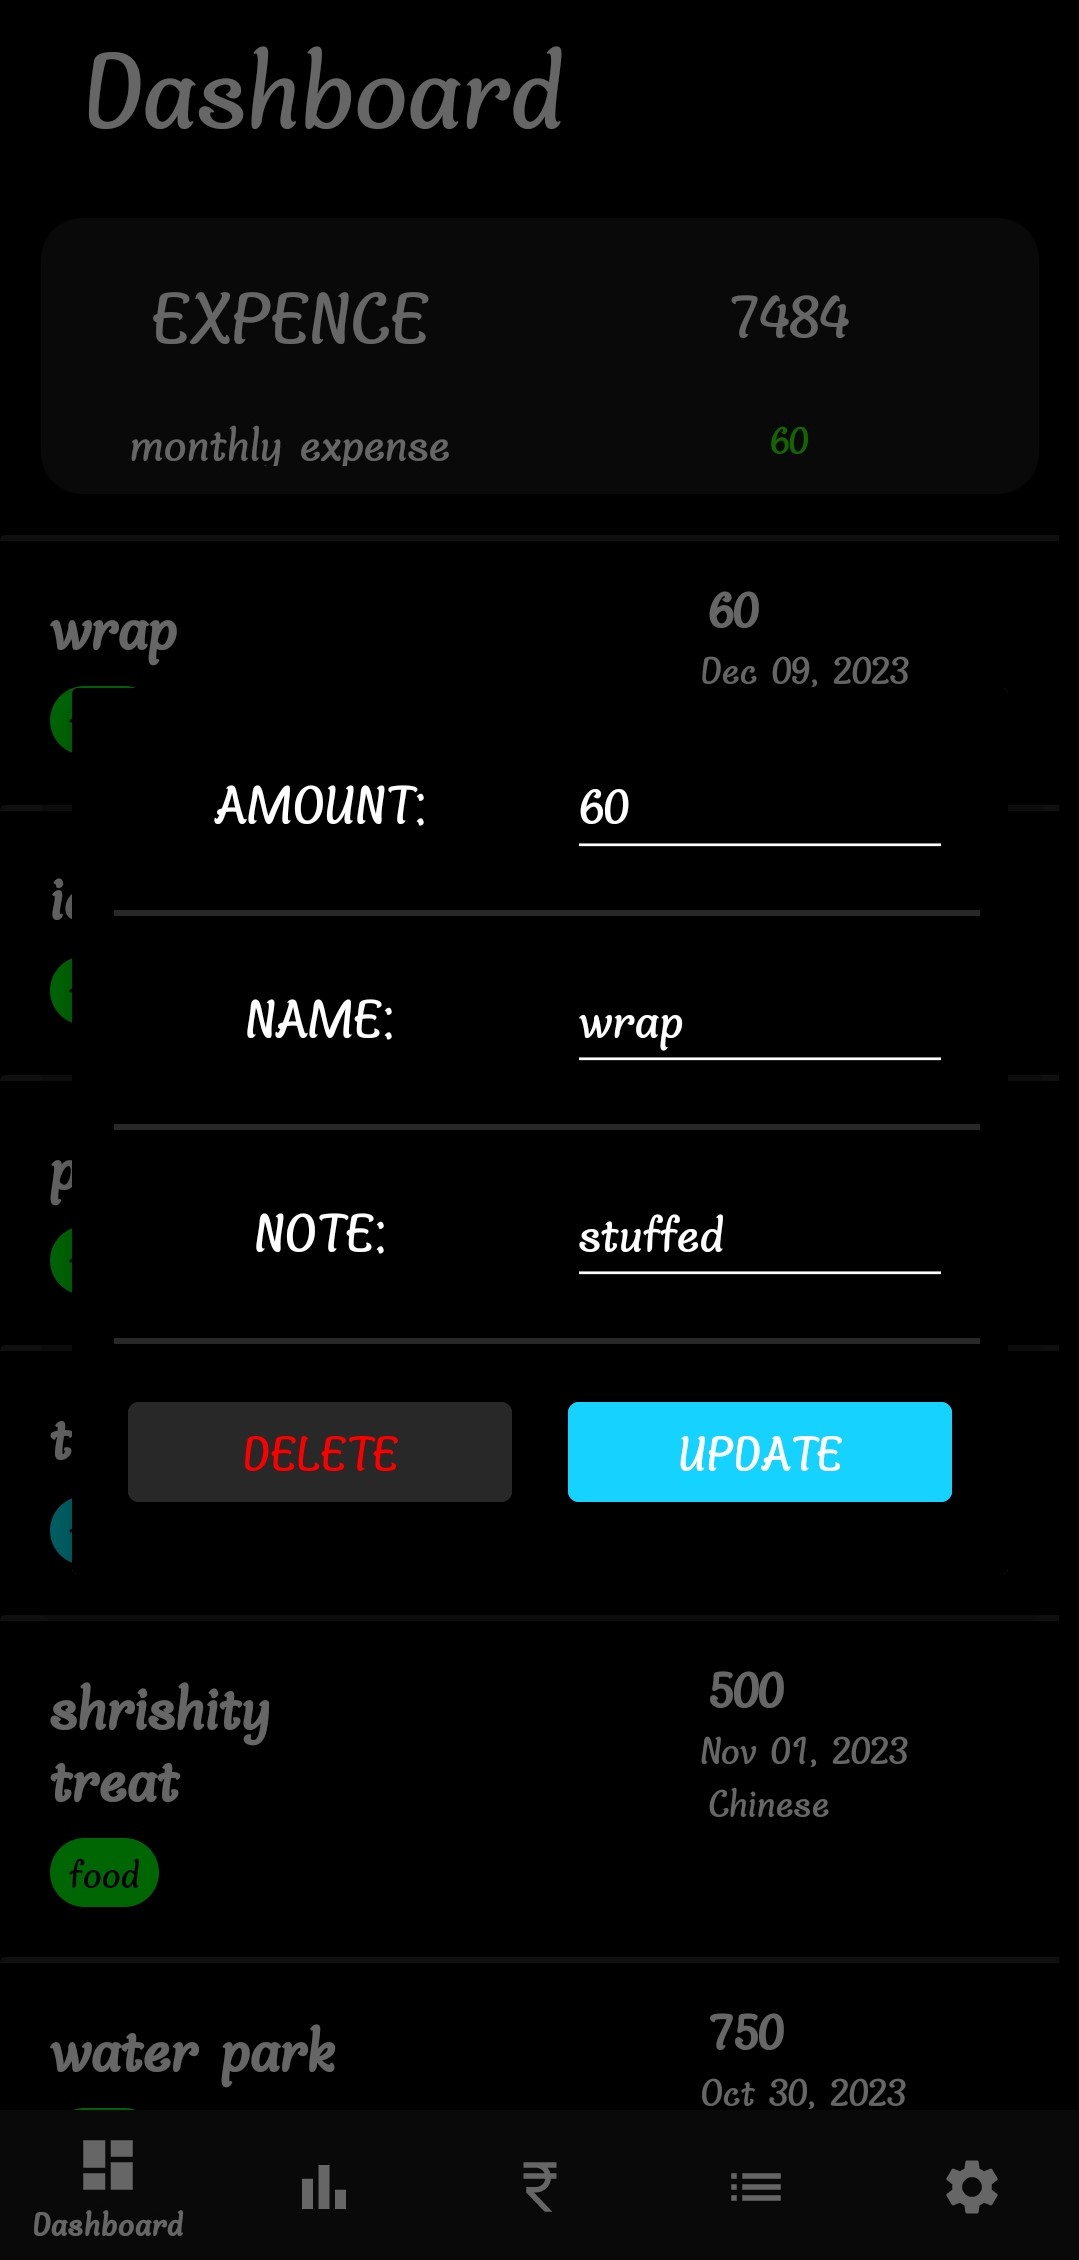 Dashboard
EXPENCE 7484
monthly expense 60
wrap 60
Dec 09, 2023
AMOUNT: 60
NAME: wrap
NOTE: stuffed
DELETE UPDATE
shrishity treat 500
Nov 01, 2023
Chinese
food
water park 750
Oct 30, 2023
Dashboard